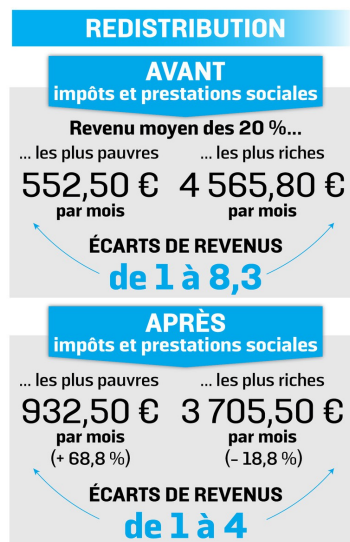 REDISTRIBUTION
AVANT
impôts et prestations sociales
Revenu moyen des 20 %...
... les plus pauvres ... les plus riches
552,50 € 4 565,80 €
par mois par mois
ÉCARTS DE REVENUS
de 1 à 8,3
APRÈS
impôts et prestations sociales
... les plus pauvres ... les plus riches
932,50 € 3 705,50 €
par mois par mois
(+ 68,8 %) (– 18,8 %)
ÉCARTS DE REVENUS
de 1 à 4